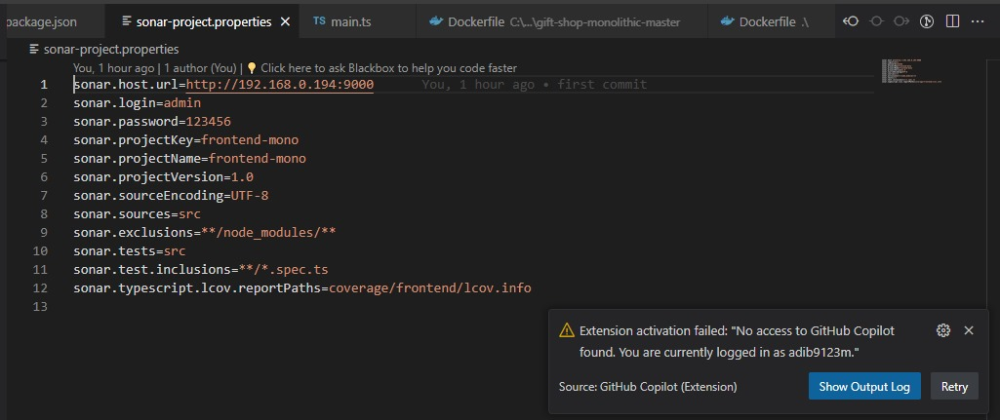 package.json sonar-project.properties TS main.ts Dockerfile C:\...\gift-shop-monolithic-master Dockerfile .\
sonar-project.properties
You, 1 hour ago | 1 author (You) | Click here to ask Blackbox to help you code faster
1 sonar.host.url=http://192.168.0.194:9000 You, 1 hour ago • first commit
2 sonar.login=admin
3 sonar.password=123456
4 sonar.projectKey=frontend-mono
5 sonar.projectName=frontend-mono
6 sonar.projectVersion=1.0
7 sonar.sourceEncoding=UTF-8
8 sonar.sources=src
9 sonar.exclusions=**/node_modules/**
10 sonar.tests=src
11 sonar.test.inclusions=**/*.spec.ts
12 sonar.typescript.lcov.reportPaths=coverage/frontend/lcov.info
13
Extension activation failed: "No access to GitHub Copilot
found. You are currently logged in as adib9123m."
Source: GitHub Copilot (Extension) Show Output Log Retry